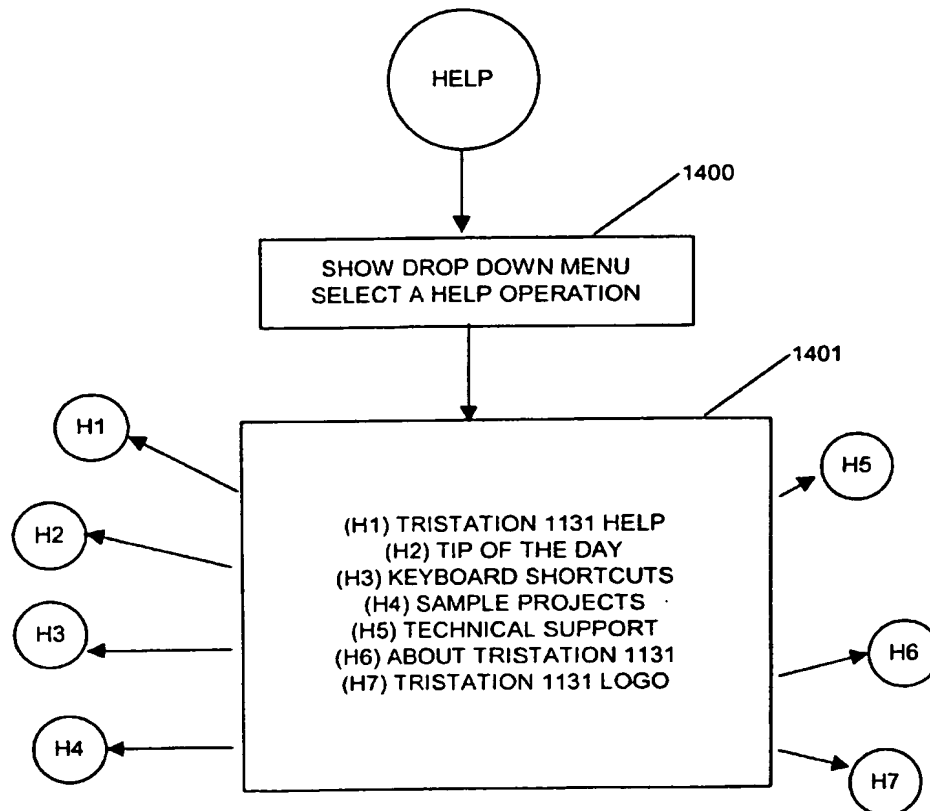 HELP
1400
SHOW DROP DOWN MENU
SELECT A HELP OPERATION
1401
H1
H2
H3
H4
(H1) TRISTATION 1131 HELP
(H2) TIP OF THE DAY
(H3) KEYBOARD SHORTCUTS
(H4) SAMPLE PROJECTS
(H5) TECHNICAL SUPPORT
(H6) ABOUT TRISTATION 1131
(H7) TRISTATION 1131 LOGO
H5
H6
H7